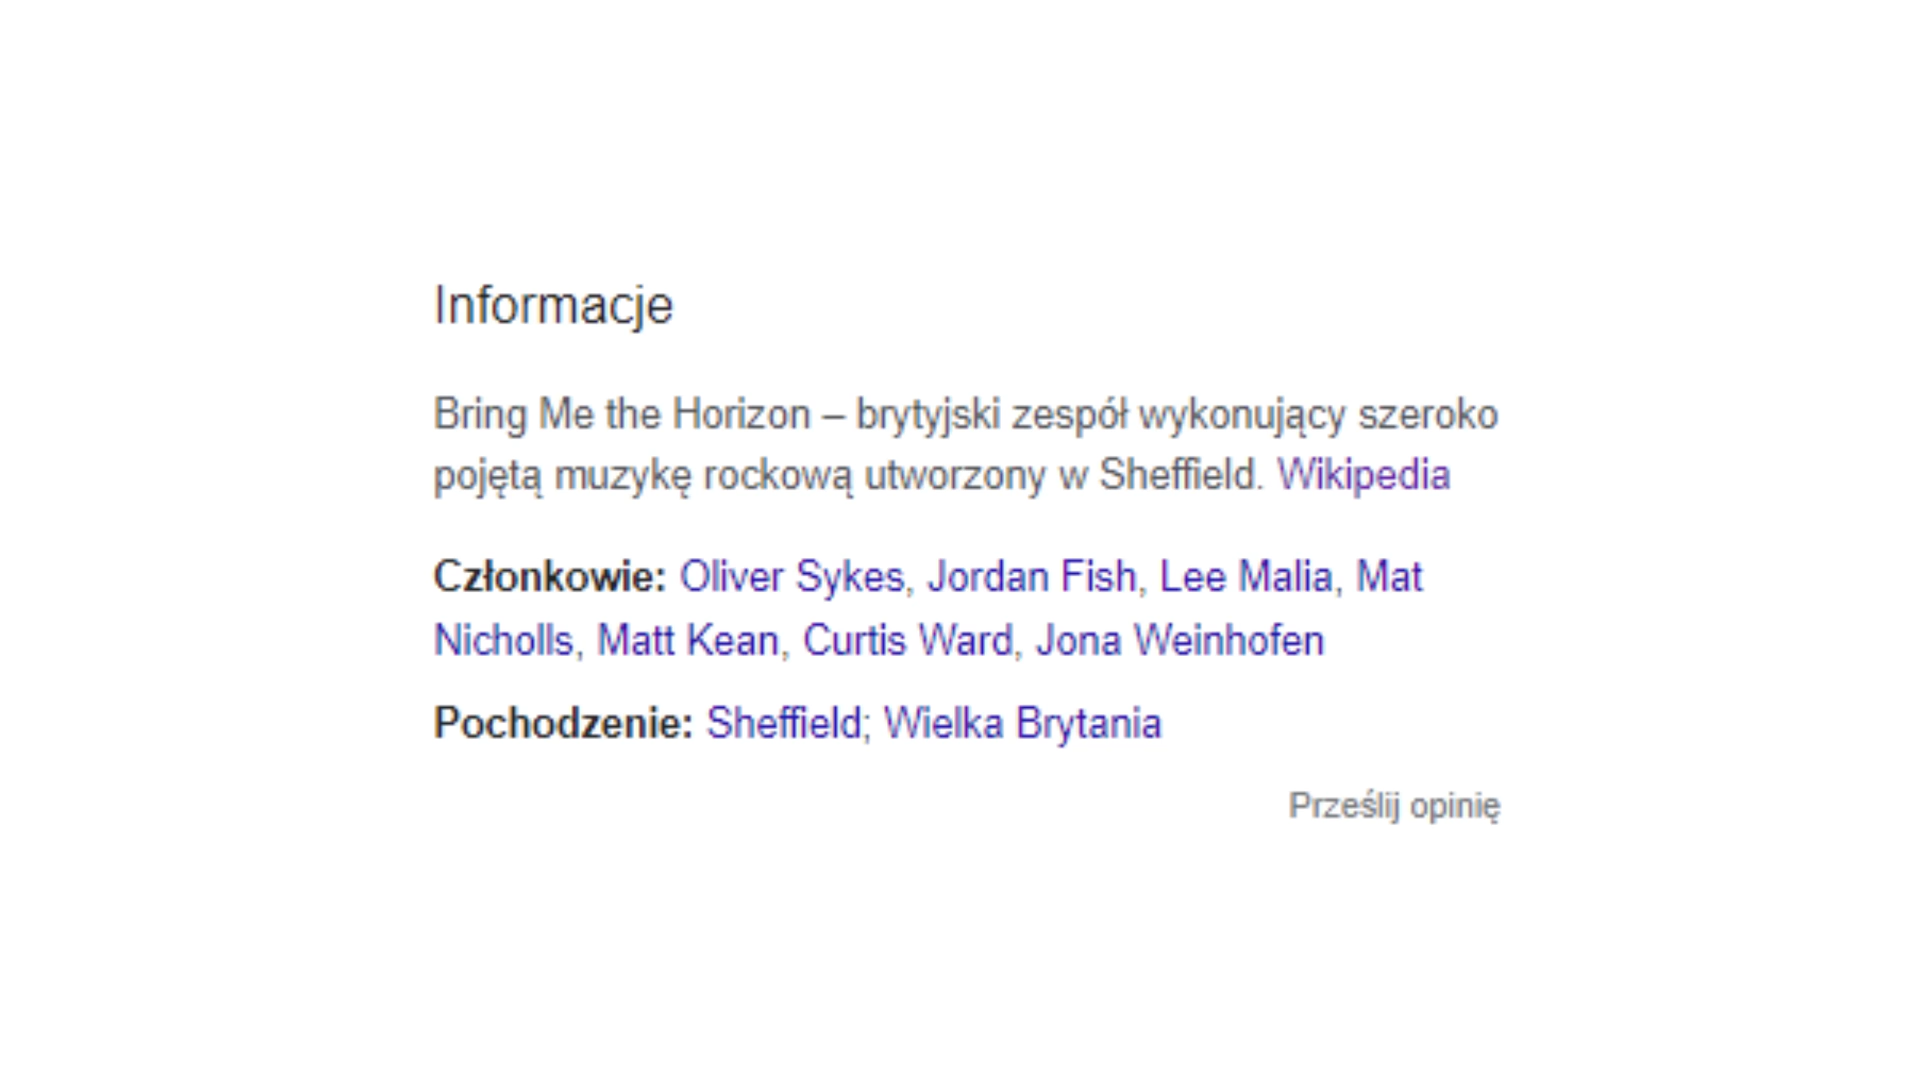 Informacje
Bring Me the Horizon – brytyjski zespół wykonujący szeroko
pojętą muzykę rockową utworzony w Sheffield. Wikipedia
Członkowie: Oliver Sykes, Jordan Fish, Lee Malia, Mat
Nicholls, Matt Kean, Curtis Ward, Jona Weinhofen
Pochodzenie: Sheffield; Wielka Brytania
Prześlij opinię